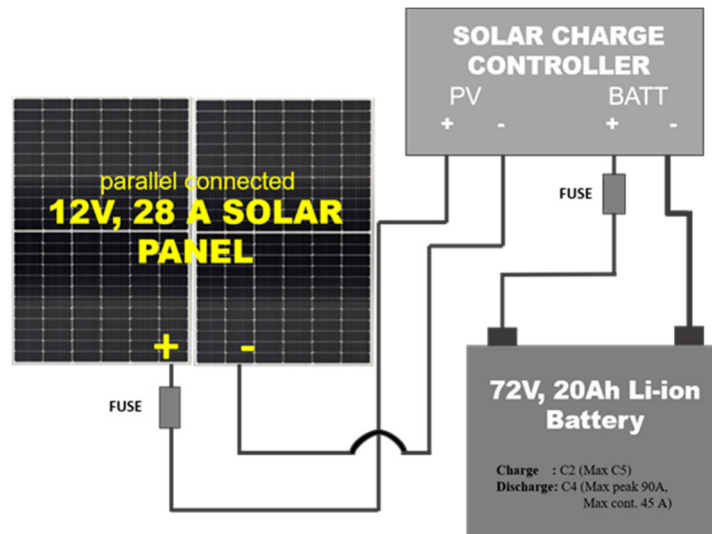 SOLAR CHARGE
CONTROLLER
PV BATT
+ - + -
parallel connected
12V, 28 A SOLAR
PANEL
+ -
FUSE
FUSE
72V, 20Ah Li-ion
Battery
Charge : C2 (Max C5)
Discharge: C4 (Max peak 90A,
Max cont. 45 A)